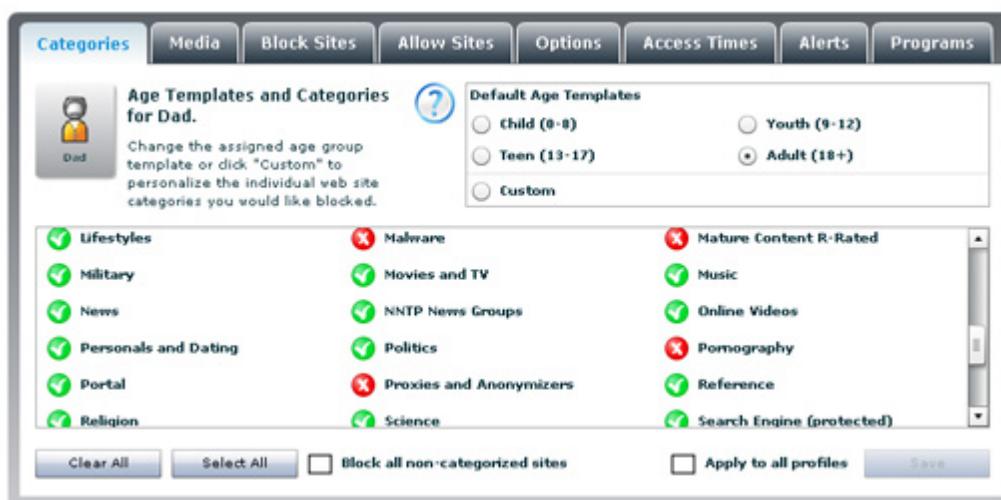 Categories Media Block Sites Allow Sites Options Access Times Alerts Programs
Dad
Age Templates and Categories
for Dad.
Change the assigned age group
template or click "Custom" to
personalize the individual web site
categories you would like blocked.
?
Default Age Templates
Child (0-8) Youth (9-12)
Teen (13-17) Adult (18+)
Custom
Lifestyles Malware Mature Content R-Rated
Military Movies and TV Music
News NNTP News Groups Online Videos
Personals and Dating Politics Pornography
Portal Proxies and Anonymizers Reference
Religion Science Search Engine (protected)
Clear All Select All Block all non-categorized sites Apply to all profiles Save